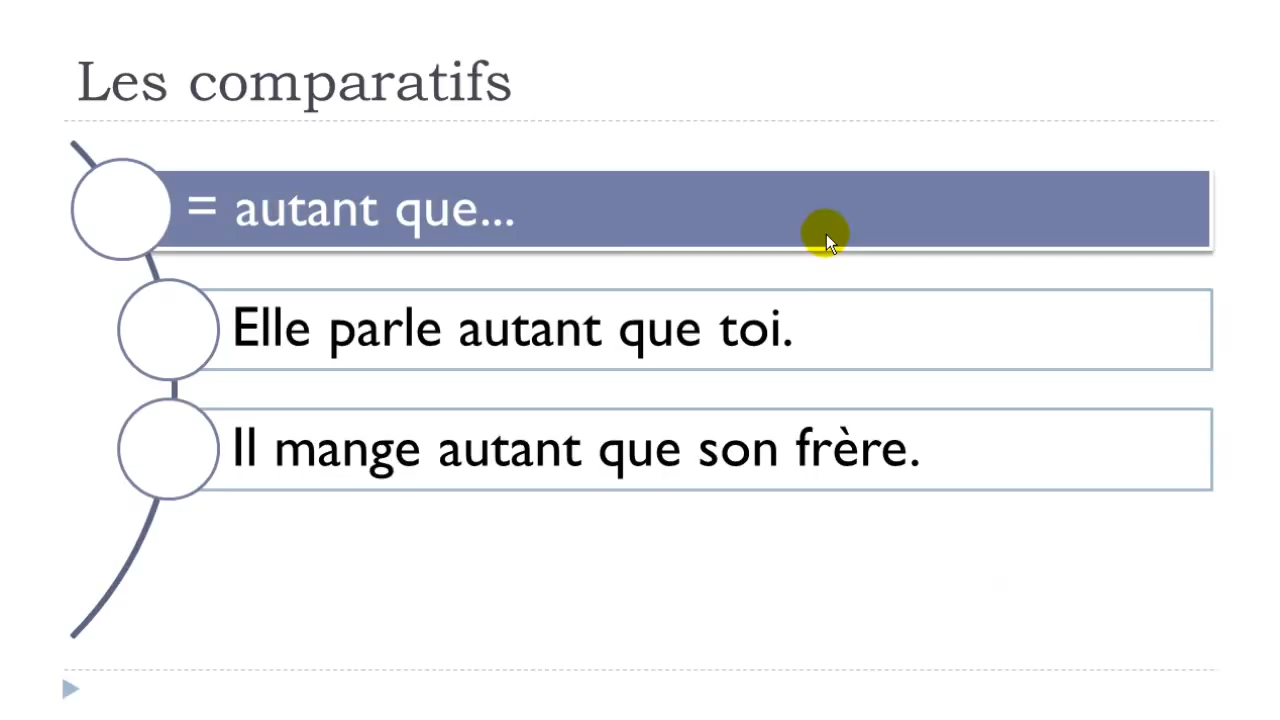 Les comparatifs
= autant que...
Elle parle autant que toi.
Il mange autant que son frère.